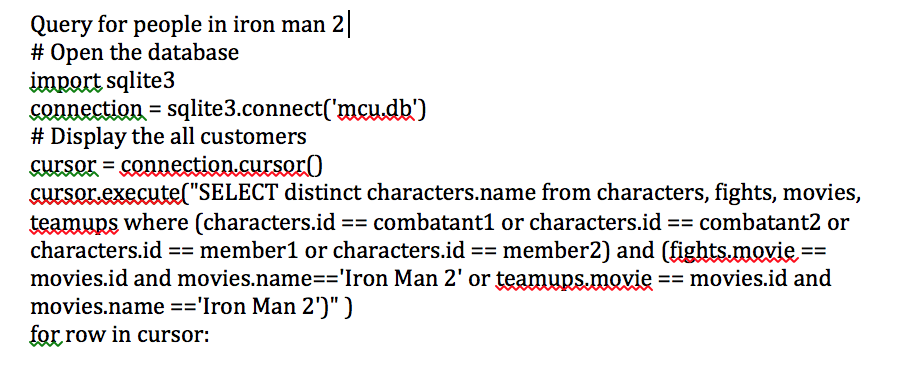 Query for people in iron man 2
# Open the database
import sqlite3
connection = sqlite3.connect('mcu.db')
# Display the all customers
cursor = connection.cursor()
cursor.execute("SELECT distinct characters.name from characters, fights, movies,
teamups where (characters.id == combatant1 or characters.id == combatant2 or
characters.id == member1 or characters.id == member2) and (fights.movie ==
movies.id and movies.name=='Iron Man 2' or teamups.movie == movies.id and
movies.name =='Iron Man 2')" )
for row in cursor: